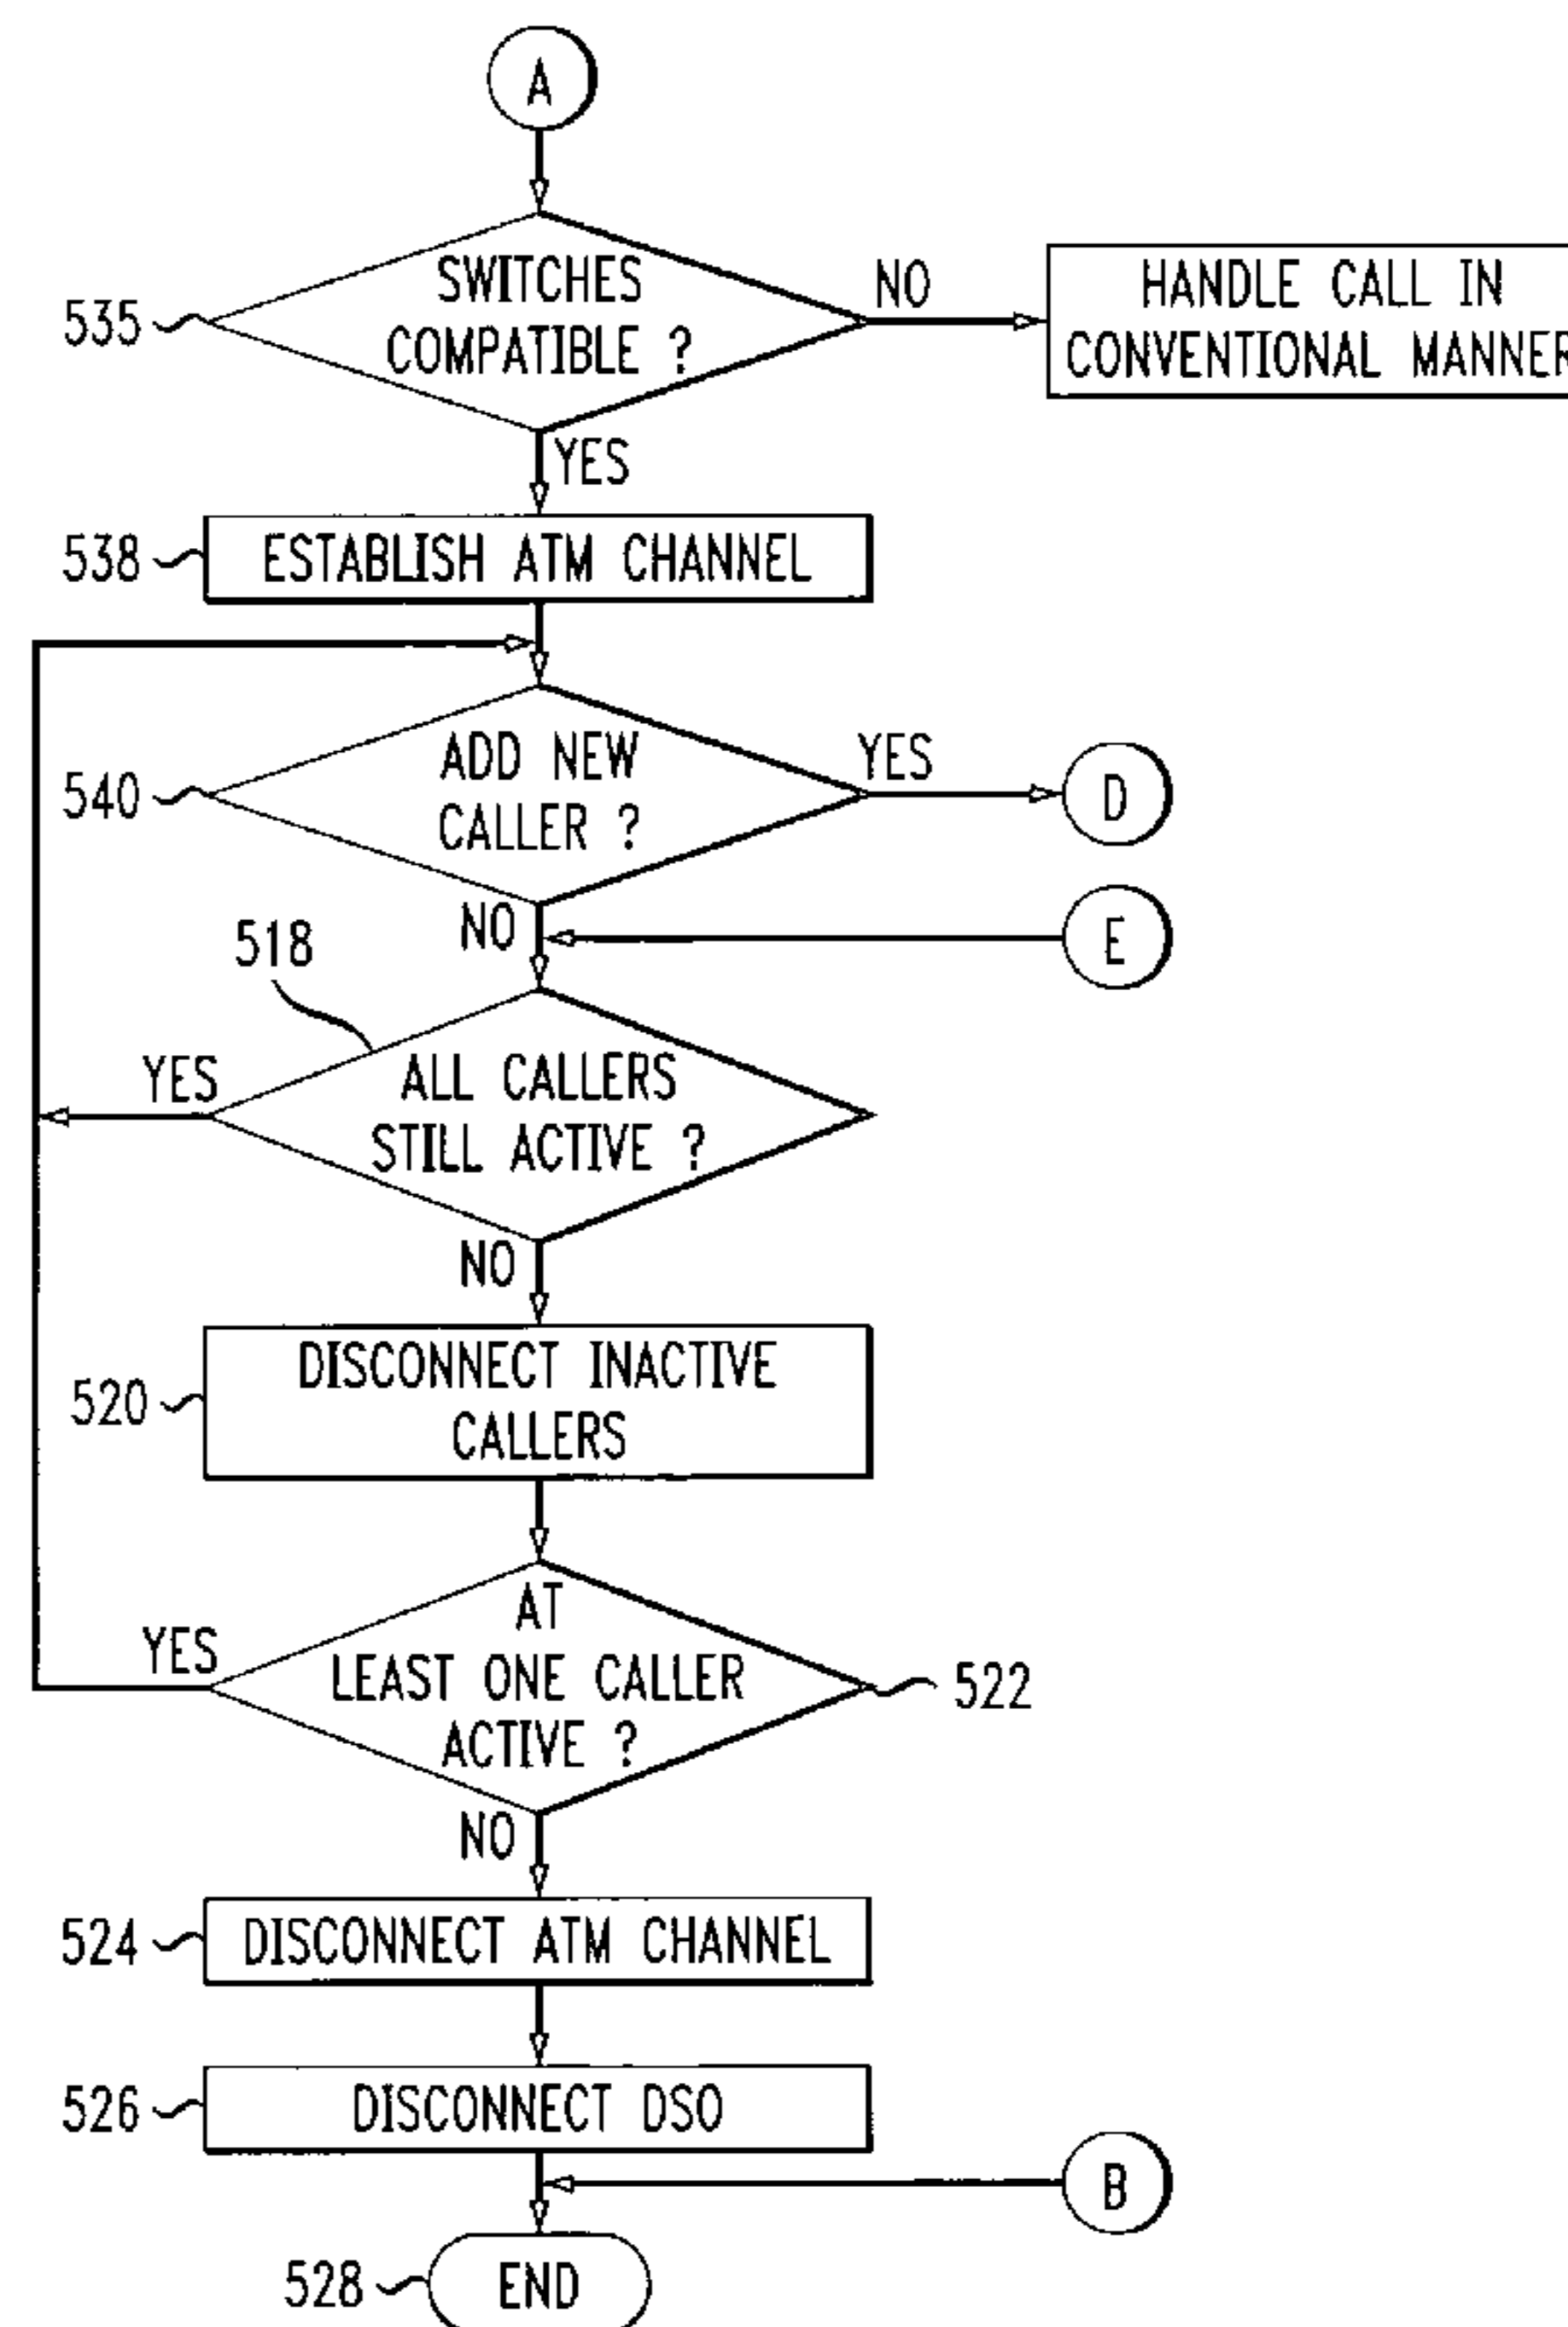 A
SWITCHES
COMPATIBLE ?
535
NO
HANDLE CALL IN
CONVENTIONAL MANNER
YES
538
ESTABLISH ATM CHANNEL
ADD NEW
CALLER ?
540
YES
D
NO
E
518
YES
ALL CALLERS
STILL ACTIVE ?
NO
520
DISCONNECT INACTIVE
CALLERS
YES
AT
LEAST ONE CALLER
ACTIVE ?
522
NO
524
DISCONNECT ATM CHANNEL
526
DISCONNECT DSO
B
528
END